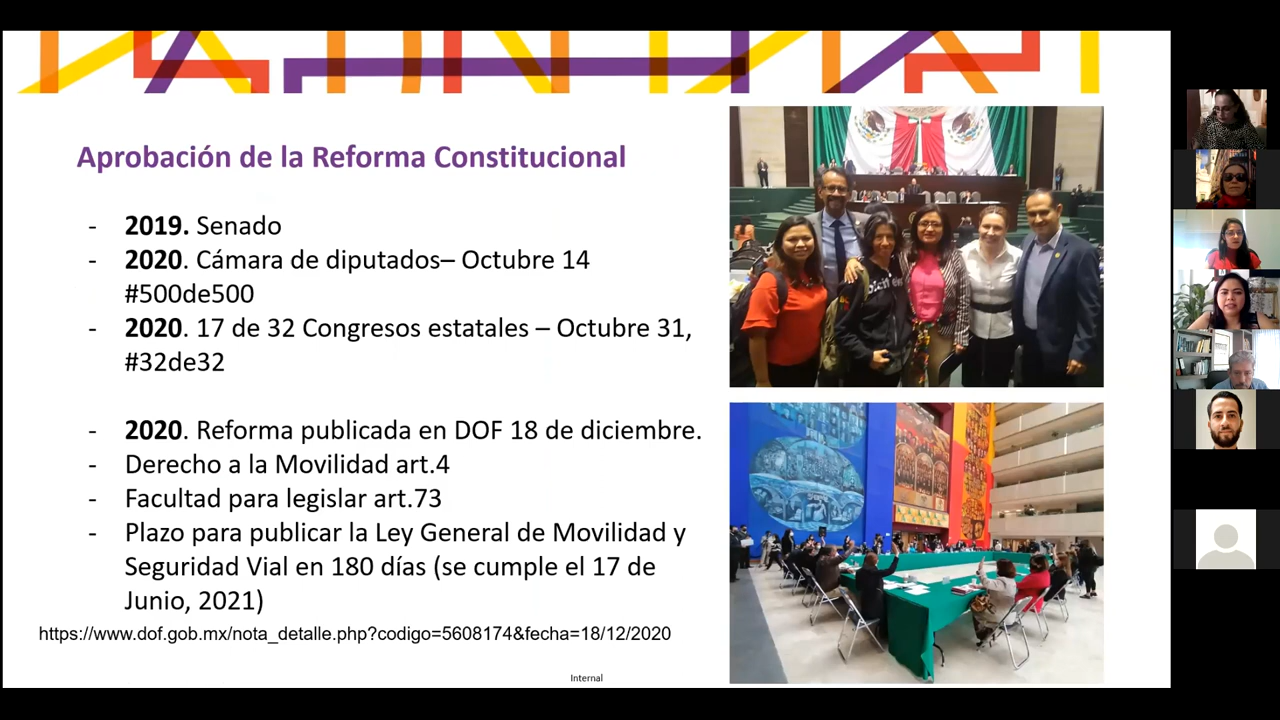 Aprobación de la Reforma Constitucional
- 2019. Senado
- 2020. Cámara de diputados– Octubre 14
#500de500
- 2020. 17 de 32 Congresos estatales – Octubre 31,
#32de32
- 2020. Reforma publicada en DOF 18 de diciembre.
- Derecho a la Movilidad art.4
- Facultad para legislar art.73
- Plazo para publicar la Ley General de Movilidad y
Seguridad Vial en 180 días (se cumple el 17 de
Junio, 2021)
https://www.dof.gob.mx/nota_detalle.php?codigo=5608174&fecha=18/12/2020
Internal